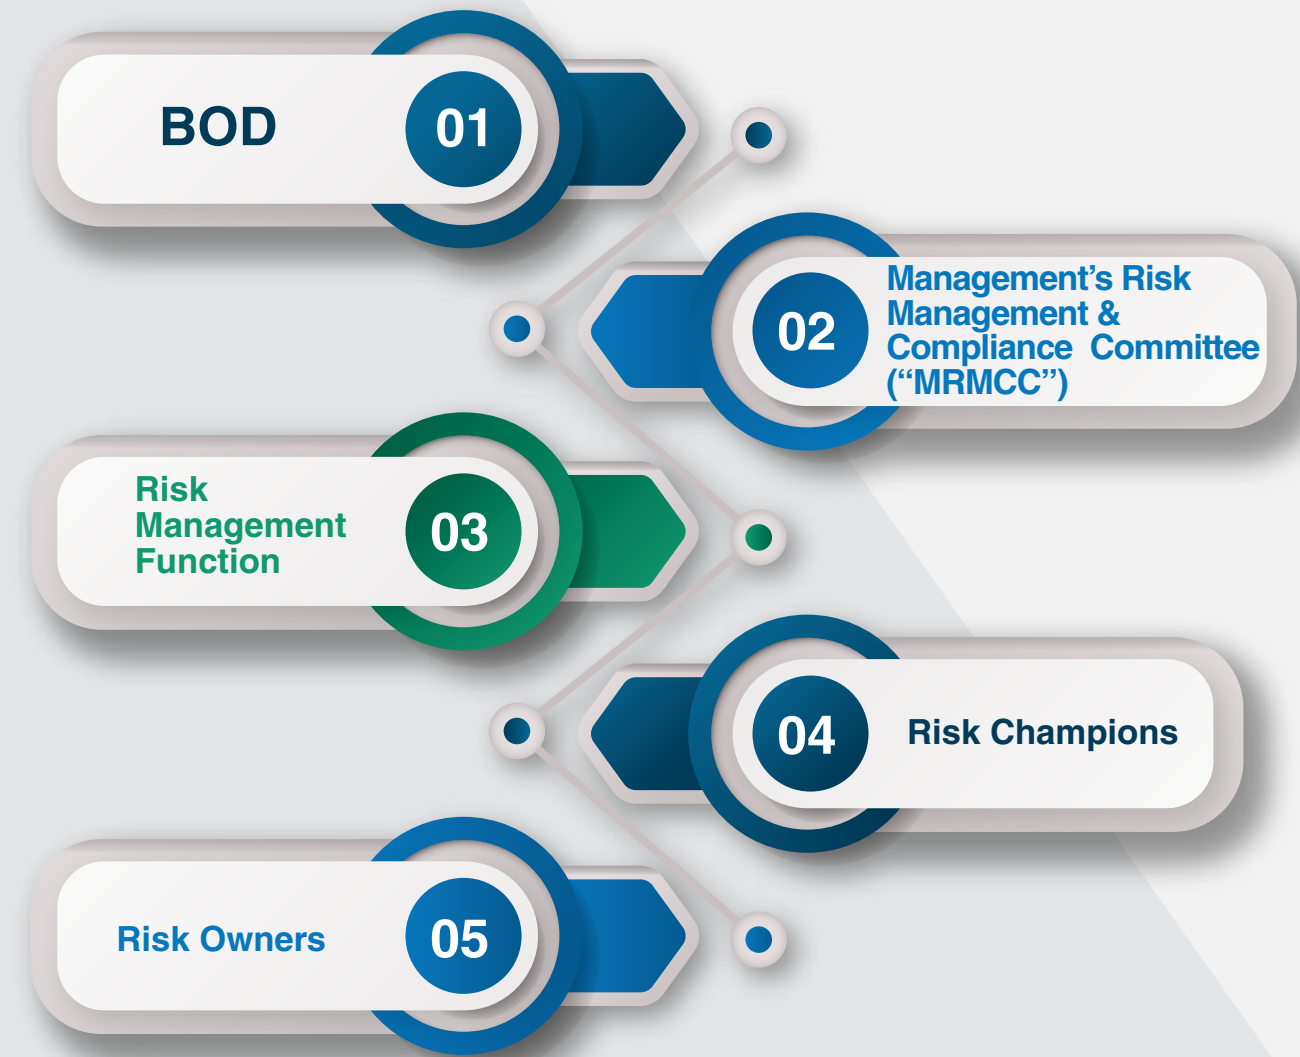 BOD
01
02
Management’s Risk
Management &
Compliance Committee
(“MRMCC”)
Risk
Management
Function
03
04
Risk Champions
Risk Owners
05